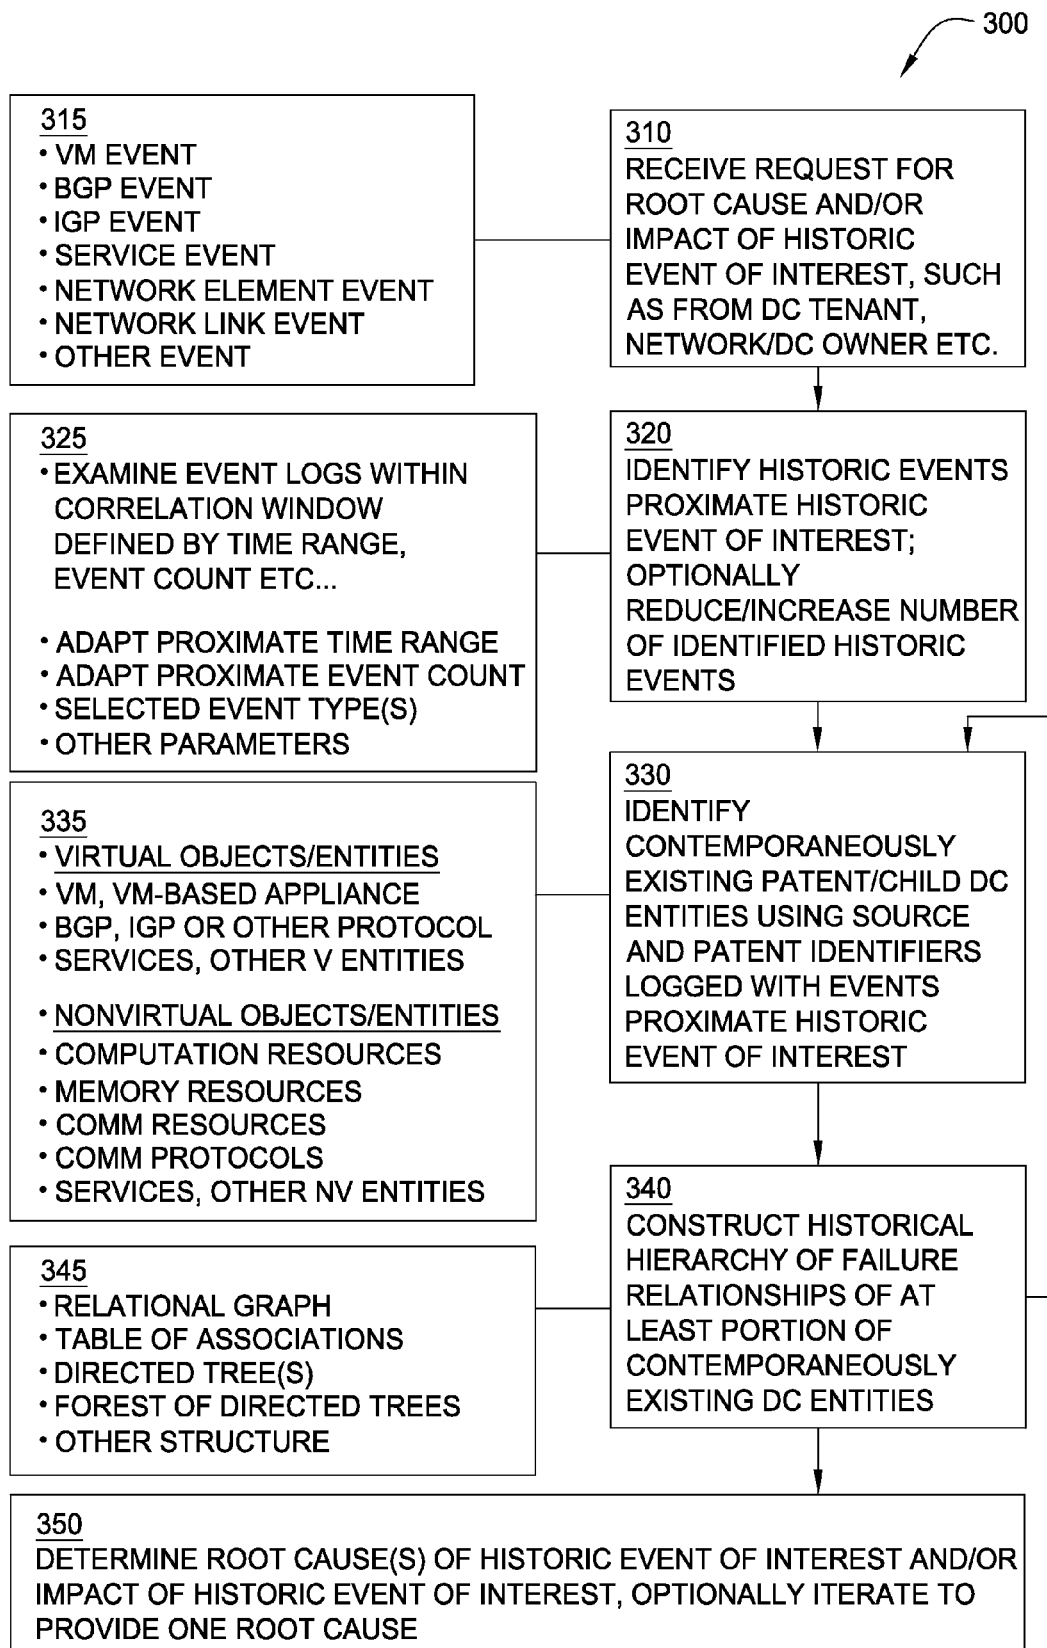 300
315
• VM EVENT
• BGP EVENT
• IGP EVENT
• SERVICE EVENT
• NETWORK ELEMENT EVENT
• NETWORK LINK EVENT
• OTHER EVENT
310
RECEIVE REQUEST FOR
ROOT CAUSE AND/OR
IMPACT OF HISTORIC
EVENT OF INTEREST, SUCH
AS FROM DC TENANT,
NETWORK/DC OWNER ETC.
325
• EXAMINE EVENT LOGS WITHIN
CORRELATION WINDOW
DEFINED BY TIME RANGE,
EVENT COUNT ETC...
• ADAPT PROXIMATE TIME RANGE
• ADAPT PROXIMATE EVENT COUNT
• SELECTED EVENT TYPE(S)
• OTHER PARAMETERS
320
IDENTIFY HISTORIC EVENTS
PROXIMATE HISTORIC
EVENT OF INTEREST;
OPTIONALLY
REDUCE/INCREASE NUMBER
OF IDENTIFIED HISTORIC
EVENTS
335
• VIRTUAL OBJECTS/ENTITIES
• VM, VM-BASED APPLIANCE
• BGP, IGP OR OTHER PROTOCOL
• SERVICES, OTHER V ENTITIES
• NONVIRTUAL OBJECTS/ENTITIES
• COMPUTATION RESOURCES
• MEMORY RESOURCES
• COMM RESOURCES
• COMM PROTOCOLS
• SERVICES, OTHER NV ENTITIES
330
IDENTIFY
CONTEMPORANEOUSLY
EXISTING PATENT/CHILD DC
ENTITIES USING SOURCE
AND PATENT IDENTIFIERS
LOGGED WITH EVENTS
PROXIMATE HISTORIC
EVENT OF INTEREST
345
• RELATIONAL GRAPH
• TABLE OF ASSOCIATIONS
• DIRECTED TREE(S)
• FOREST OF DIRECTED TREES
• OTHER STRUCTURE
340
CONSTRUCT HISTORICAL
HIERARCHY OF FAILURE
RELATIONSHIPS OF AT
LEAST PORTION OF
CONTEMPORANEOUSLY
EXISTING DC ENTITIES
350
DETERMINE ROOT CAUSE(S) OF HISTORIC EVENT OF INTEREST AND/OR
IMPACT OF HISTORIC EVENT OF INTEREST, OPTIONALLY ITERATE TO
PROVIDE ONE ROOT CAUSE